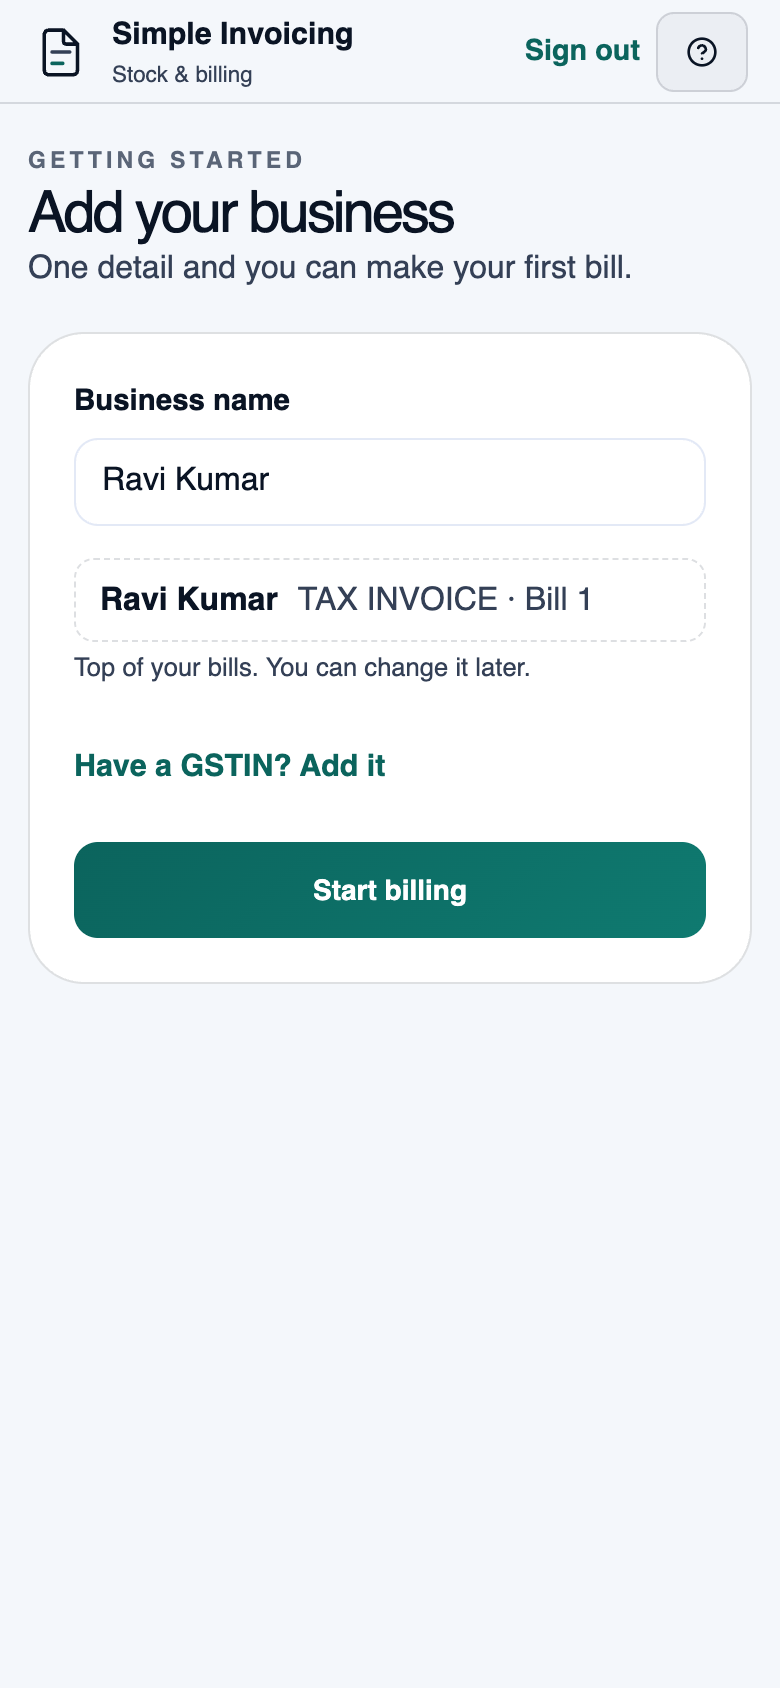 Simple Invoicing
Stock & billing
Sign out
GETTING STARTED
Add your business
One detail and you can make your first bill.
Business name
Ravi Kumar
Ravi Kumar TAX INVOICE · Bill 1
Top of your bills. You can change it later.
Have a GSTIN? Add it
Start billing